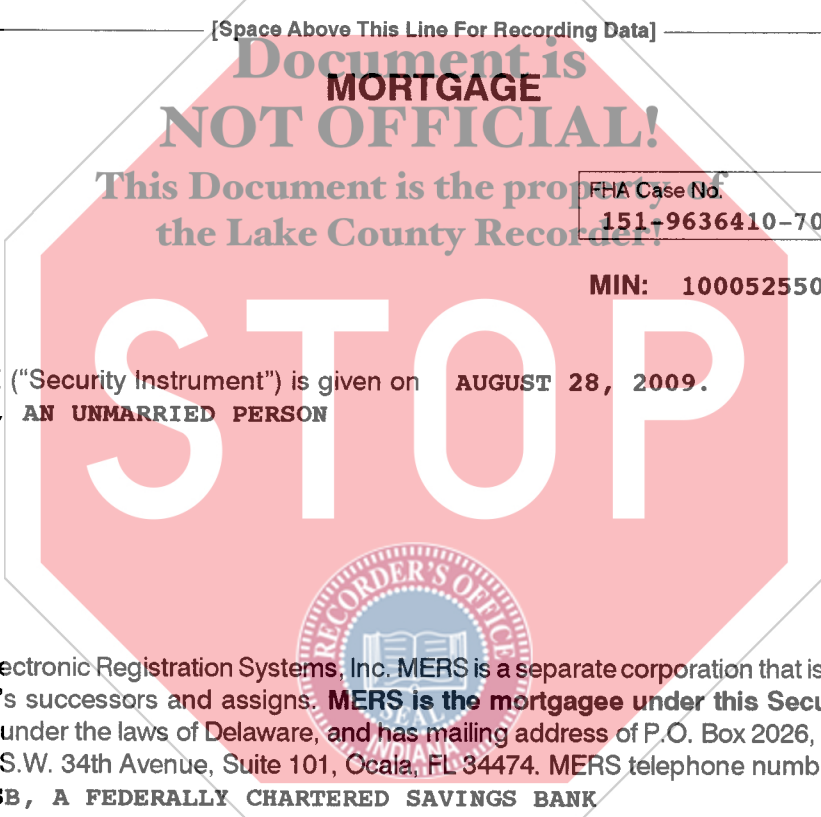 [Space Above This Line For Recording Data]
Document is
MORTGAGE
NOT OFFICIAL!
This Document is the property of
the Lake County Recorder!
FHA Case No.
151-9636410-70
MIN: 100052550
STOP
("Security Instrument") is given on AUGUST 28, 2009.
, AN UNMARRIED PERSON
RECORDER'S OFFICE
SEAL
INDIANA
ectronic Registration Systems, Inc. MERS is a separate corporation that is
's successors and assigns. MERS is the mortgagee under this Secu
under the laws of Delaware, and has mailing address of P.O. Box 2026,
S.W. 34th Avenue, Suite 101, Ocala, FL 34474. MERS telephone numb
SB, A FEDERALLY CHARTERED SAVINGS BANK